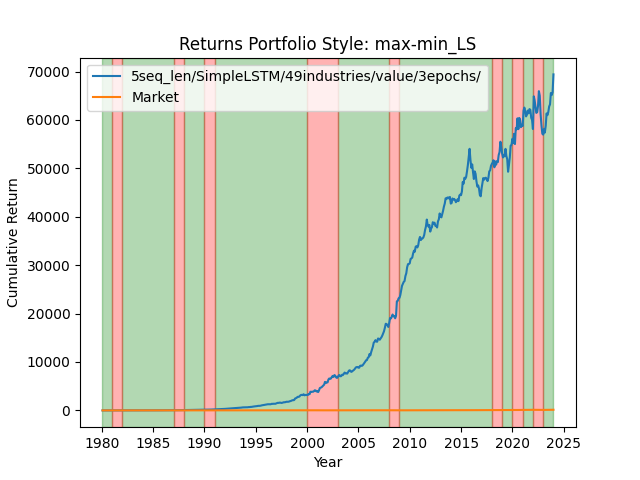 Returns Portfolio Style: max-min_LS
5seq_len/SimpleLSTM/49industries/value/3epochs/
Market
70000
60000
50000
40000
30000
20000
10000
0
Cumulative Return
1980 1985 1990 1995 2000 2005 2010 2015 2020 2025
Year